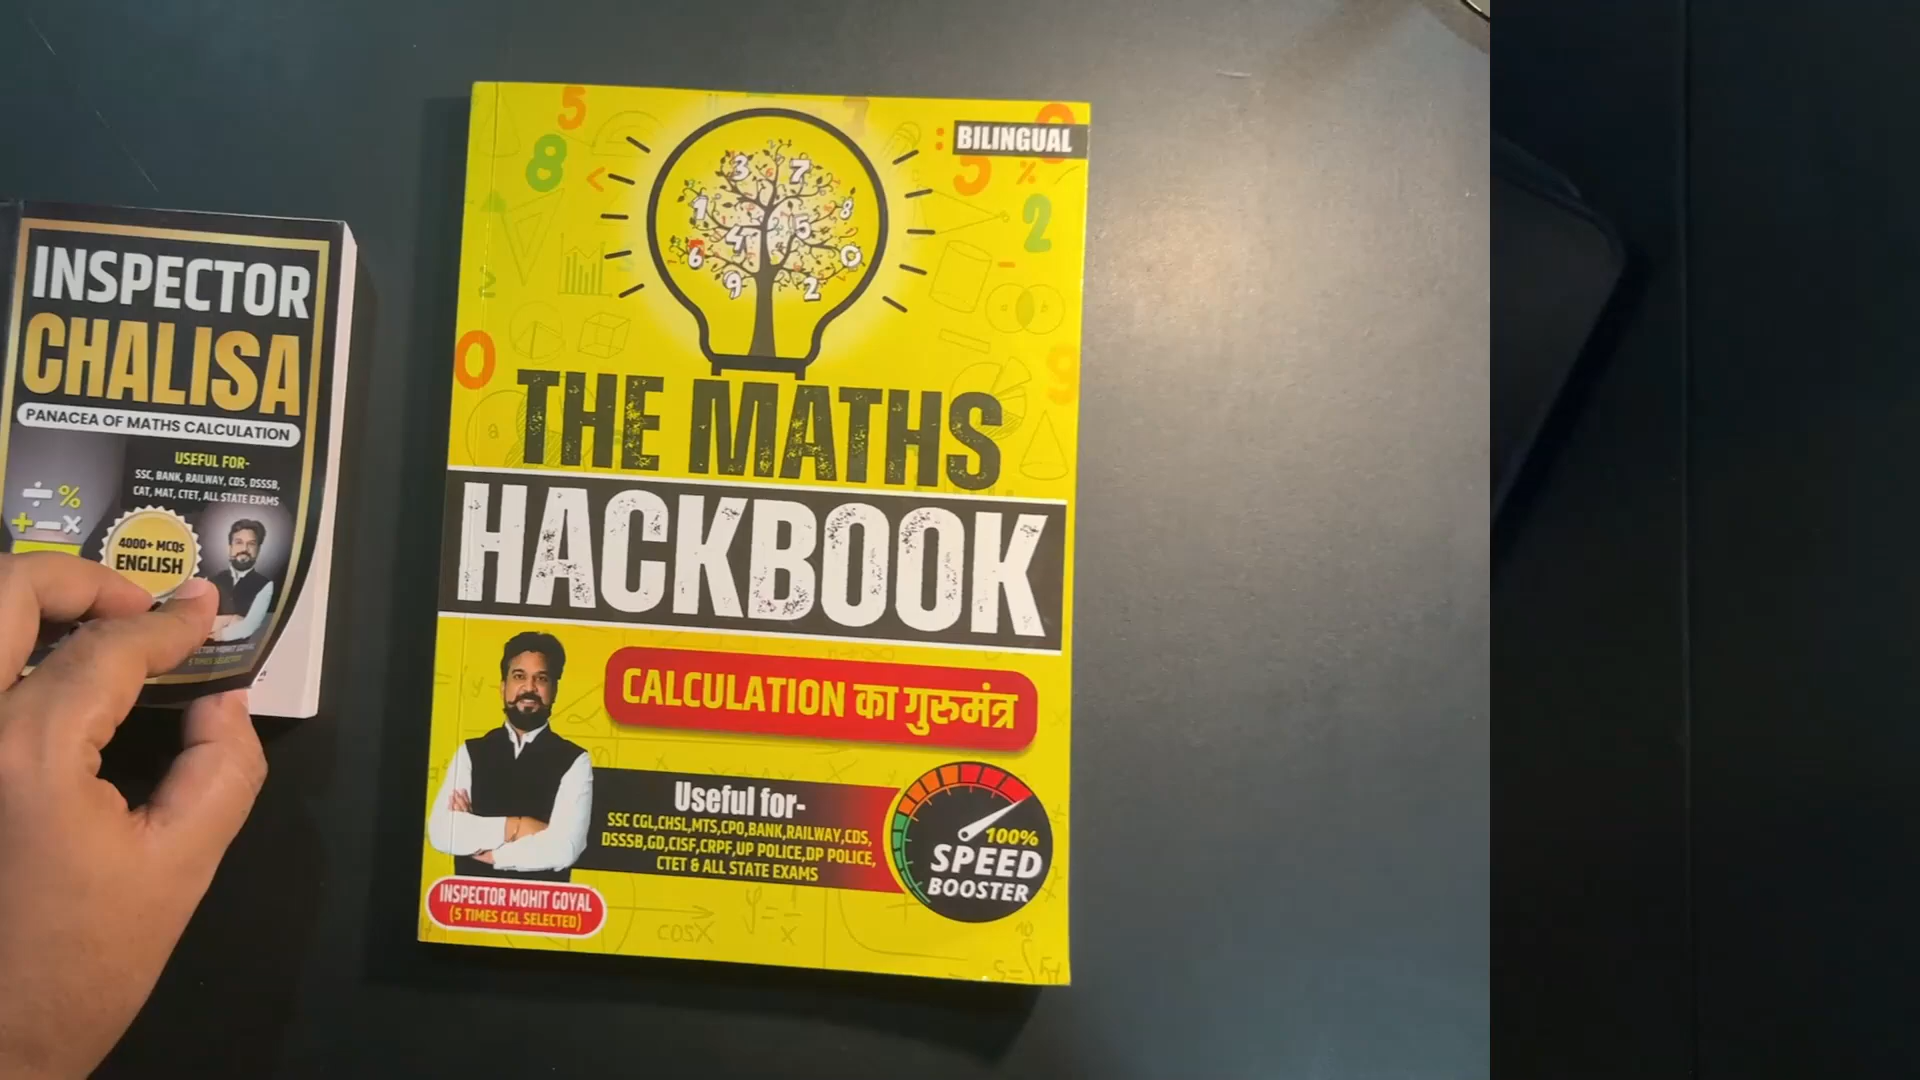 INSPECTOR
CHALISA
PANACEA OF MATHS CALCULATION
USEFUL FOR-
SSC, BANK, RAILWAY, CDS, DSSSB,
CAT, MAT, CTET, ALL STATE EXAMS
4000+ MCQs
ENGLISH
5 TIMES SELECTED
BILINGUAL
THE MATHS
HACKBOOK
CALCULATION का गुरुमंत्र
Useful for-
SSC CGL,CHSL,MTS,CPO,BANK,RAILWAY,CDS,
DSSSB,GD,CISF,CRPF,UP POLICE,DP POLICE,
CTET & ALL STATE EXAMS
100%
SPEED
BOOSTER
INSPECTOR MOHIT GOYAL
(5 TIMES CGL SELECTED)